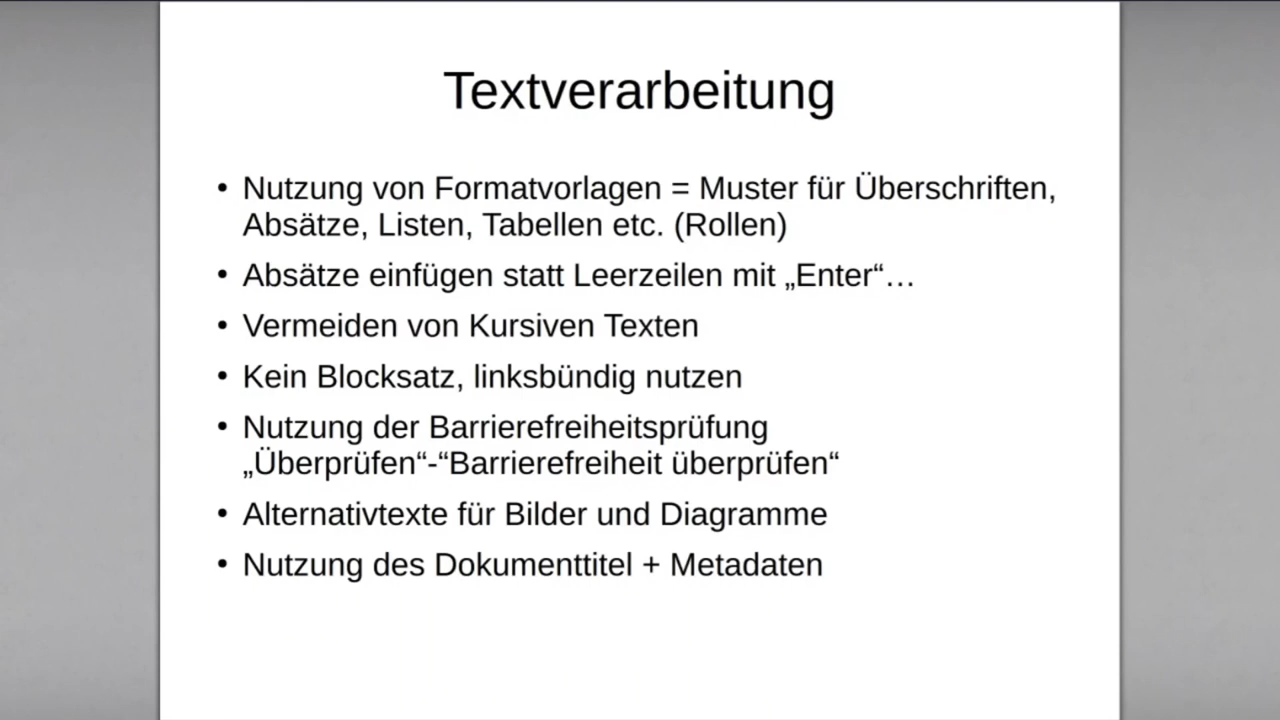 Textverarbeitung
• Nutzung von Formatvorlagen = Muster für Überschriften,
Absätze, Listen, Tabellen etc. (Rollen)
• Absätze einfügen statt Leerzeilen mit „Enter“…
• Vermeiden von Kursiven Texten
• Kein Blocksatz, linksbündig nutzen
• Nutzung der Barrierefreiheitsprüfung
„Überprüfen“-“Barrierefreiheit überprüfen“
• Alternativtexte für Bilder und Diagramme
• Nutzung des Dokumenttitel + Metadaten